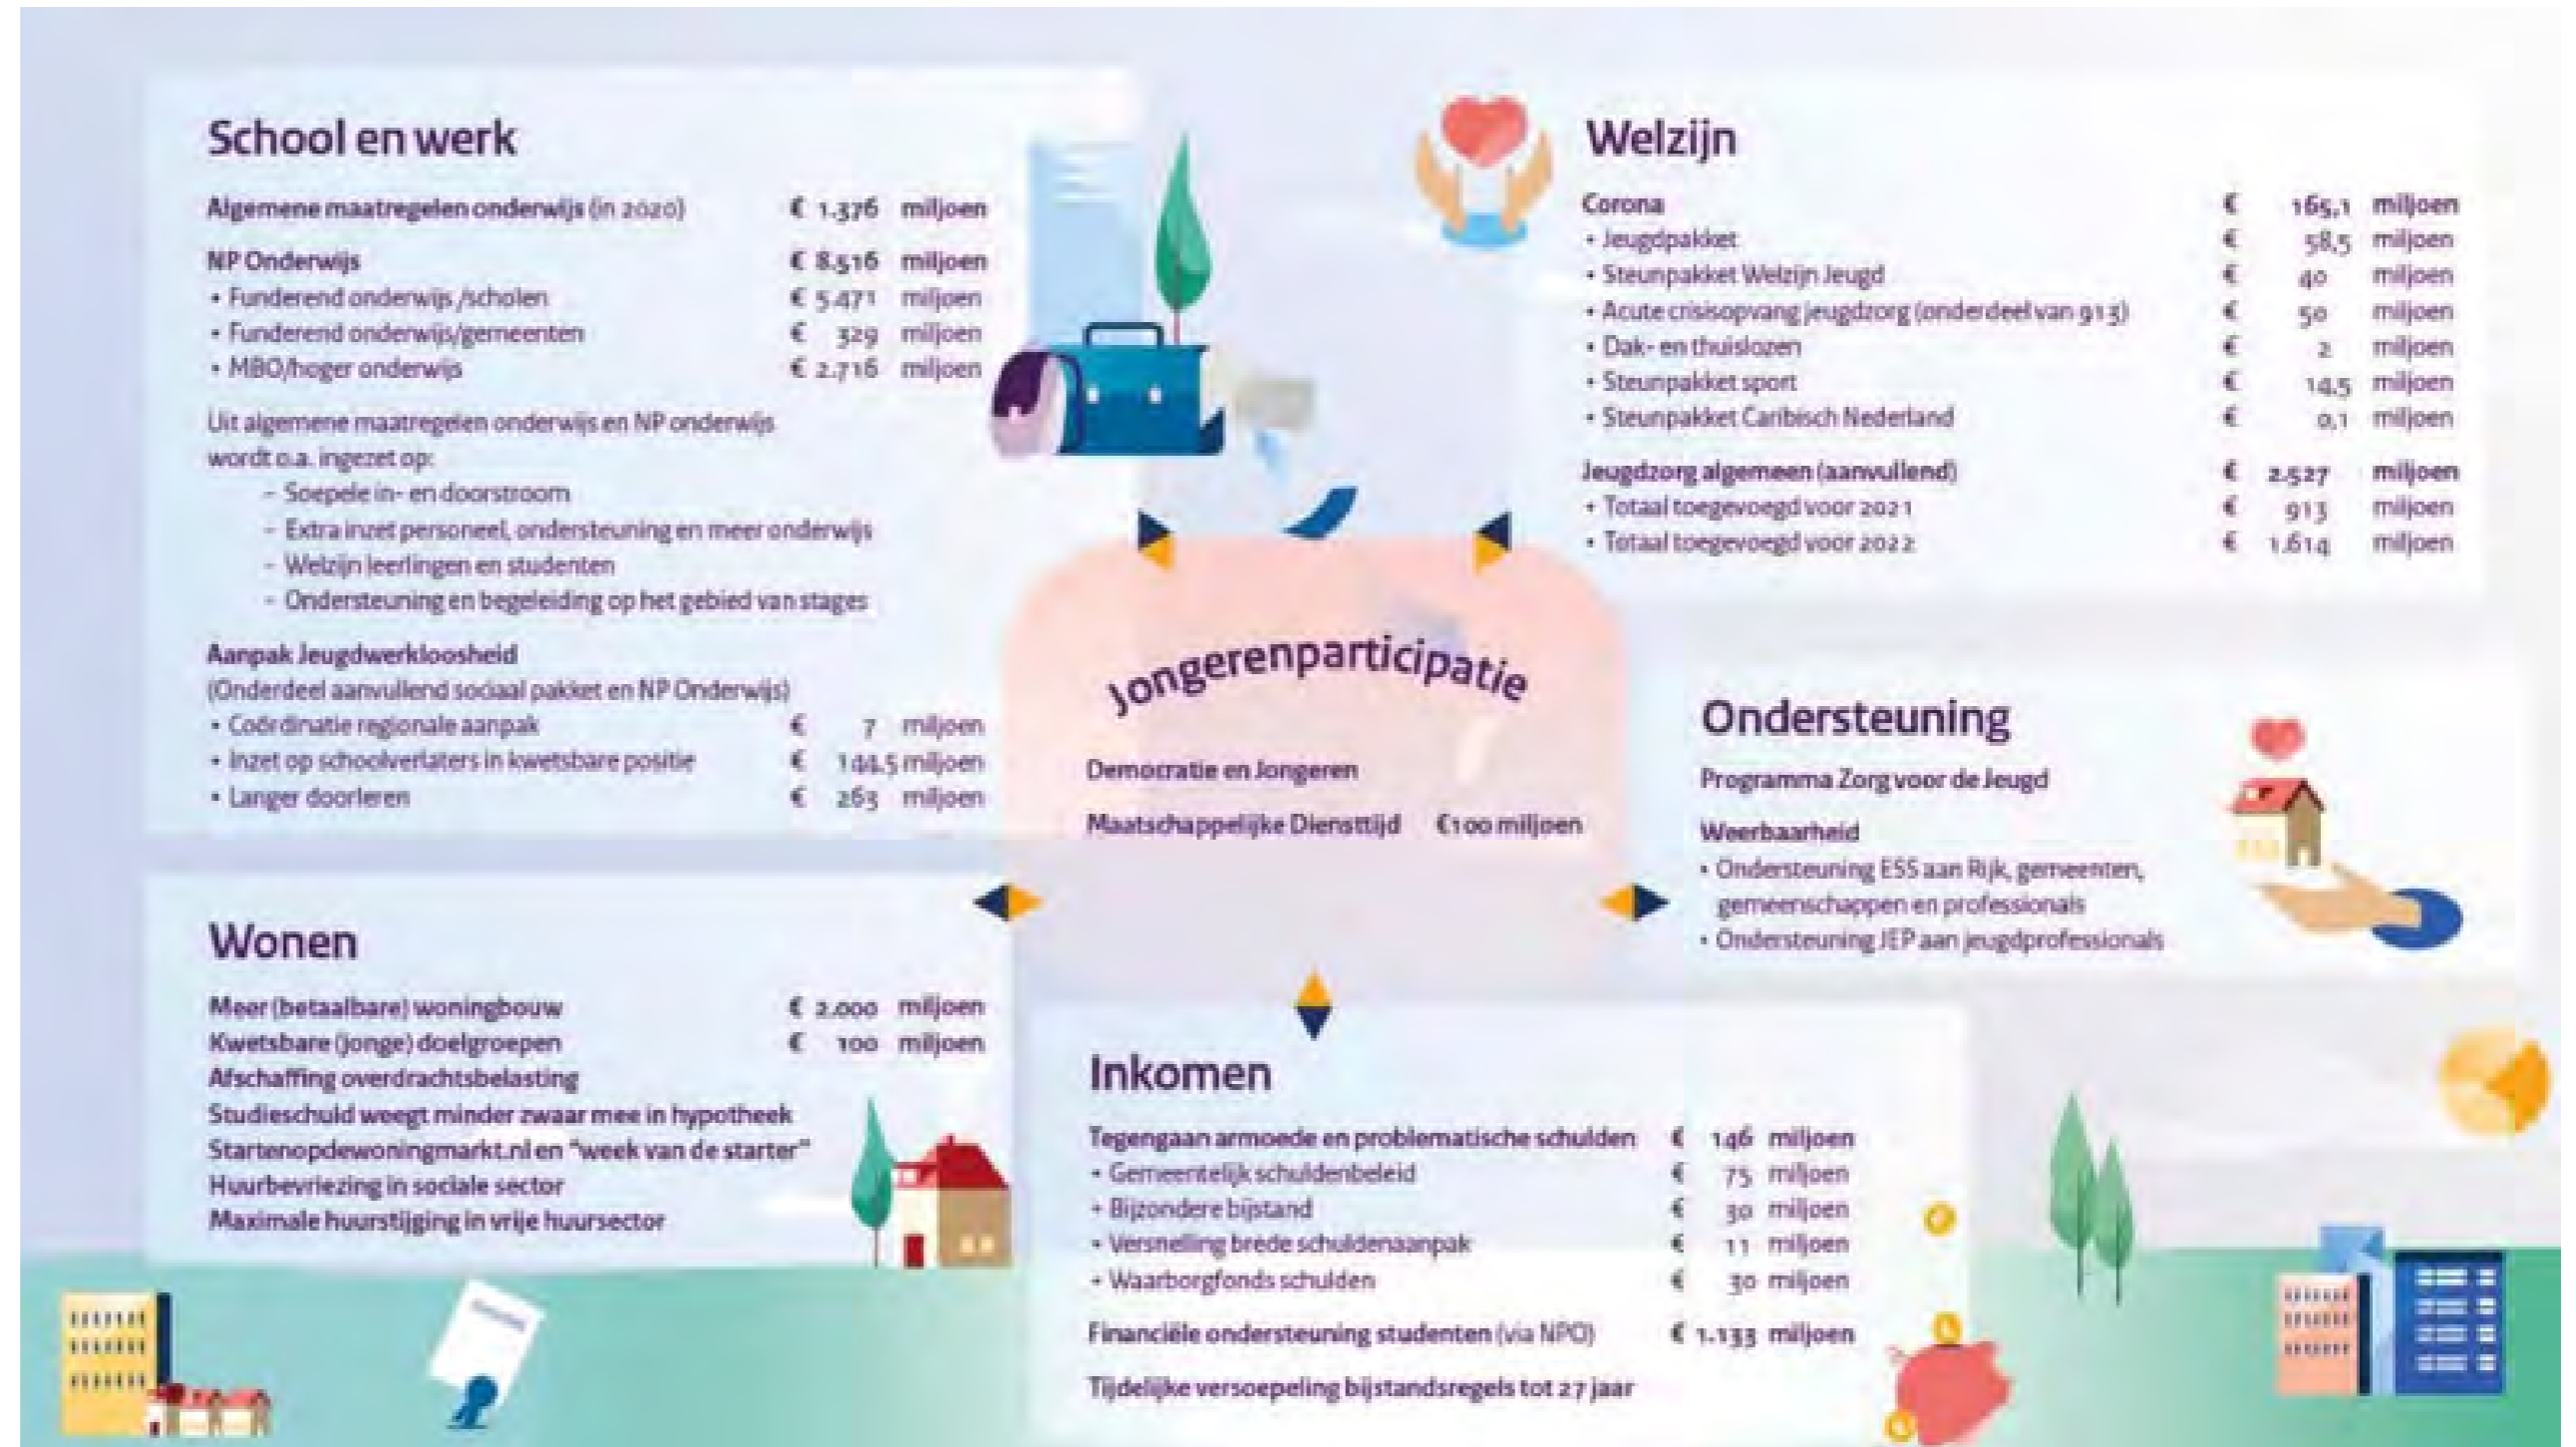 School en werk
Algemene maatregelen onderwijs (in 2020) € 1.376 miljoen
NP Onderwijs € 8.516 miljoen
• Funderend onderwijs /scholen € 5.471 miljoen
• Funderend onderwijs/gemeenten € 329 miljoen
• MBO/hoger onderwijs € 2.716 miljoen
Uit algemene maatregelen onderwijs en NP onderwijs
wordt o.a. ingezet op:
- Soepele in- en doorstroom
- Extra inzet personeel, ondersteuning en meer onderwijs
- Welzijn leerlingen en studenten
- Ondersteuning en begeleiding op het gebied van stages
Aanpak Jeugdwerkloosheid
(Onderdeel aanvullend sociaal pakket en NP Onderwijs)
• Coördinatie regionale aanpak € 7 miljoen
• Inzet op schoolverlaters in kwetsbare positie € 144,5 miljoen
• Langer doorleren € 263 miljoen
Welzijn
Corona € 165,1 miljoen
• Jeugdpakket € 58,5 miljoen
• Steunpakket Welzijn Jeugd € 40 miljoen
• Acute crisisopvang jeugdzorg (onderdeel van 913) € 50 miljoen
• Dak- en thuislozen € 2 miljoen
• Steunpakket sport € 14,5 miljoen
• Steunpakket Caribisch Nederland € 0,1 miljoen
Jeugdzorg algemeen (aanvullend) € 2.527 miljoen
• Totaal toegevoegd voor 2021 € 913 miljoen
• Totaal toegevoegd voor 2022 € 1.614 miljoen
Jongerenparticipatie
Democratie en Jongeren
Maatschappelijke Diensttijd €100 miljoen
Ondersteuning
Programma Zorg voor de Jeugd
Weerbaarheid
• Ondersteuning ESS aan Rijk, gemeenten,
gemeenschappen en professionals
• Ondersteuning JEP aan jeugdprofessionals
Wonen
Meer (betaalbare) woningbouw € 2.000 miljoen
Kwetsbare (jonge) doelgroepen € 100 miljoen
Afschaffing overdrachtsbelasting
Studieschuld weegt minder zwaar mee in hypotheek
Startenopdewoningmarkt.nl en "week van de starter"
Huurbevriezing in sociale sector
Maximale huurstijging in vrije huursector
Inkomen
Tegengaan armoede en problematische schulden € 146 miljoen
• Gemeentelijk schuldenbeleid € 75 miljoen
• Bijzondere bijstand € 30 miljoen
• Versnelling brede schuldenaanpak € 11 miljoen
• Waarborgfonds schulden € 30 miljoen
Financiële ondersteuning studenten (via NPO) € 1.133 miljoen
Tijdelijke versoepeling bijstandsregels tot 27 jaar